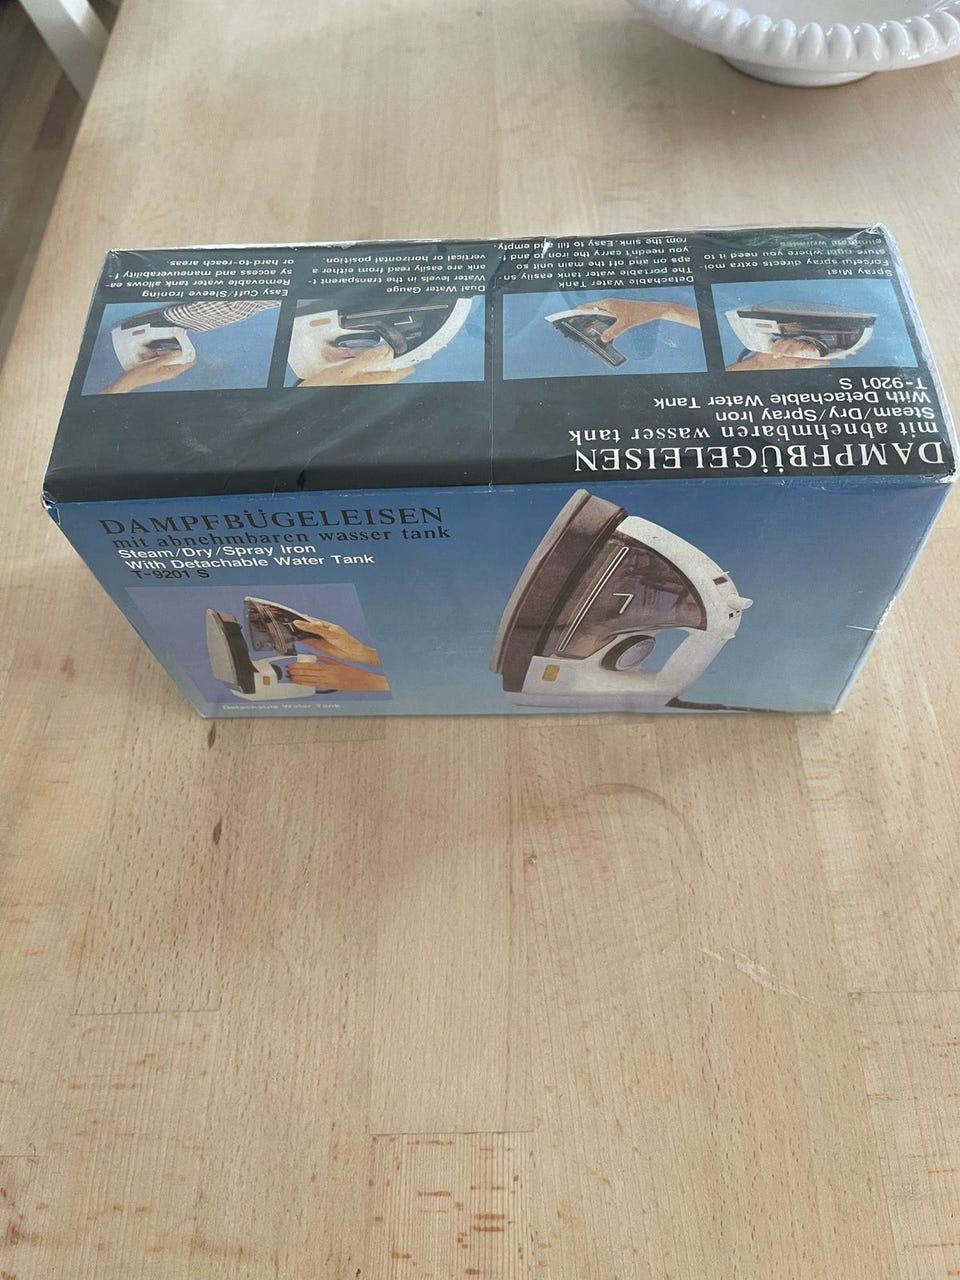 DAMPFBÜGELEISEN
mit abnehmbaren wasser tank
Steam/Dry/Spray Iron
With Detachable Water Tank
T-9201 S
Spray Mist
Forced spray directs extra moi-
sture right where you need it to
eliminate wrinkles
Detachable Water Tank
The portable water tank easily sn-
aps on and off the main unit so
you needn't carry the iron to and f
rom the sink. Easy to fill and empty.
Dual Water Gauge
Water levels in the transparent t-
ank are easily read from either a
vertical or horizontal position.
Easy Cuff/Sleeve Ironing
Removable water tank allows ea-
sy access and maneuverability f
or hard-to-reach areas
DAMPFBÜGELEISEN
mit abnehmbaren wasser tank
Steam/Dry/Spray Iron
With Detachable Water Tank
T-9201 S
Detachable Water Tank